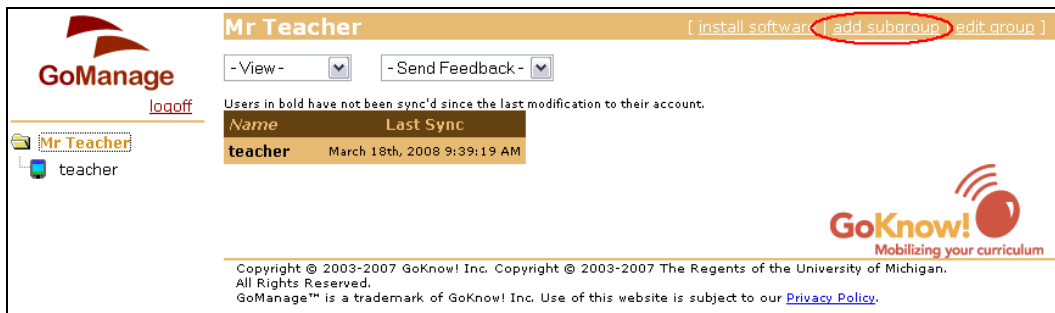 Mr Teacher [ install software | add subgroup | edit group ]
GoManage
- View - - Send Feedback -
logoff
Users in bold have not been sync'd since the last modification to their account.
Name Last Sync
Mr Teacher
teacher March 18th, 2008 9:39:19 AM
teacher
GoKnow!
Mobilizing your curriculum
Copyright © 2003-2007 GoKnow! Inc. Copyright © 2003-2007 The Regents of the University of Michigan.
All Rights Reserved.
GoManage™ is a trademark of GoKnow! Inc. Use of this website is subject to our Privacy Policy.